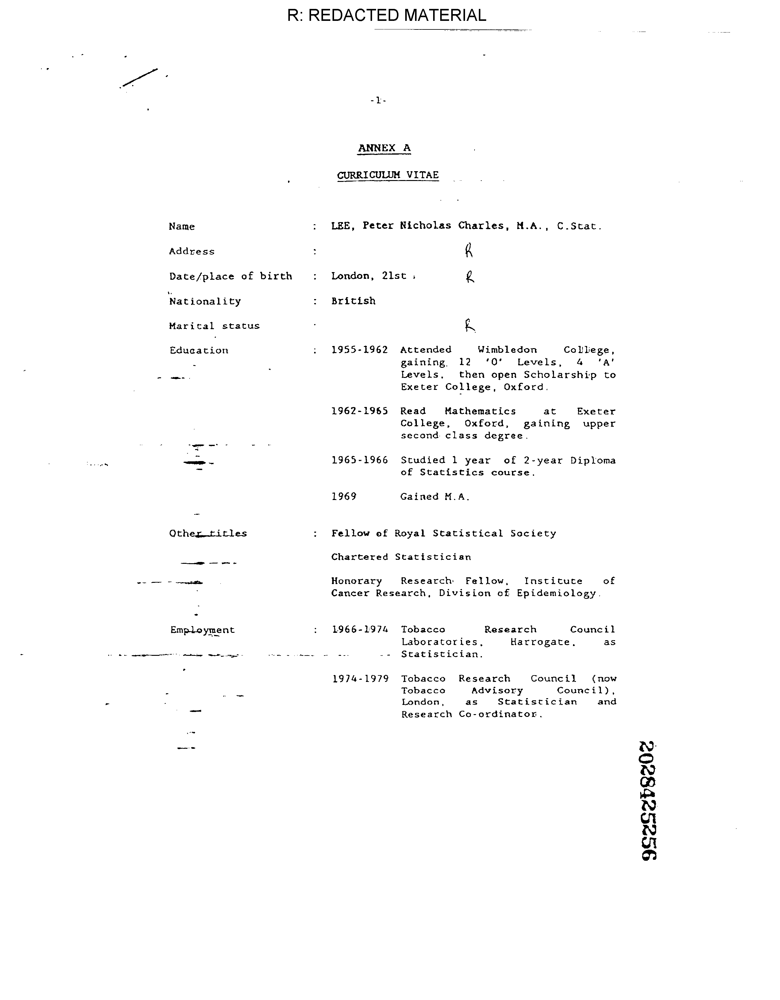 R: REDACTED MATERIAL
-1-
ANNEX A
CURRICULUM VITAE
Name : LEE, Peter Nicholas Charles, M.A., C.Stat.
Address : R
Date/place of birth : London, 21st R
Nationality : British
Marital status R
Education : 1955-1962 Attended Wimbledon College,
gaining 12 'O' Levels, 4 'A'
Levels, then open Scholarship to
Exeter College, Oxford.
1962-1965 Read Mathematics at Exeter
College, Oxford, gaining upper
second class degree.
1965-1966 Studied 1 year of 2-year Diploma
of Statistics course.
1969 Gained M.A.
Other titles : Fellow of Royal Statistical Society
Chartered Statistician
Honorary Research Fellow, Institute of
Cancer Research, Division of Epidemiology.
Employment : 1966-1974 Tobacco Research Council
Laboratories, Harrogate, as
Statistician.
1974-1979 Tobacco Research Council (now
Tobacco Advisory Council),
London, as Statistician and
Research Co-ordinator.
2028425256